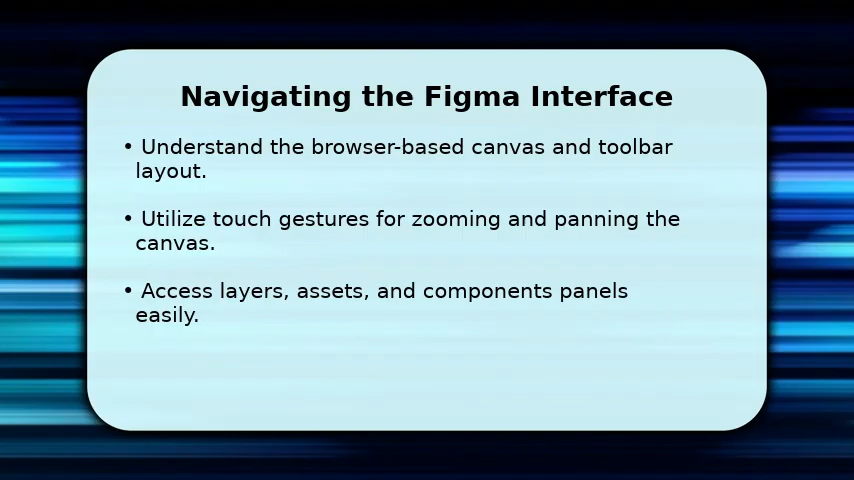 Navigating the Figma Interface
• Understand the browser-based canvas and toolbar
layout.
• Utilize touch gestures for zooming and panning the
canvas.
• Access layers, assets, and components panels
easily.